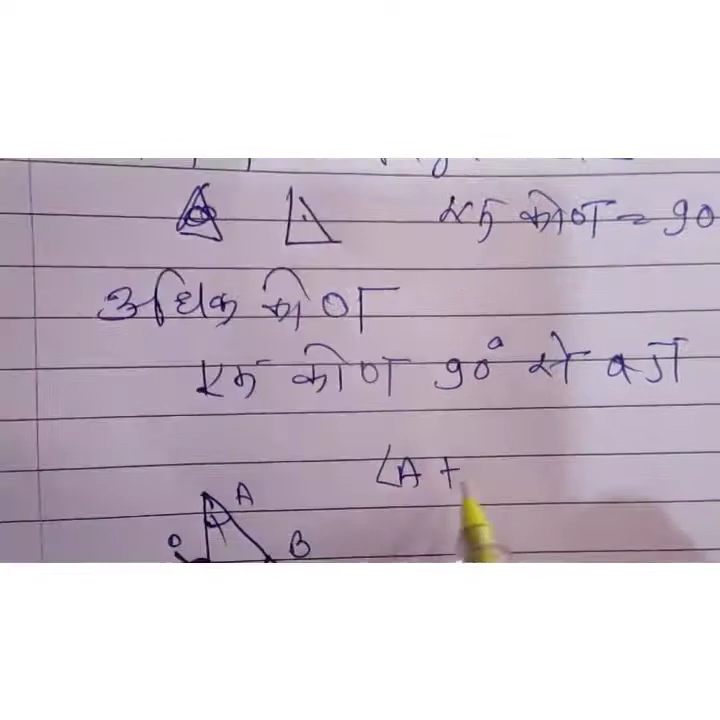 एक कोण = 90
अधिक कोण
एक कोण 90° से बड़ा
∠A +
A
D B